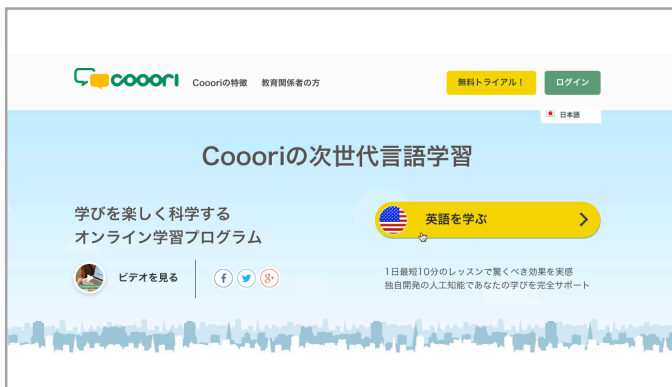 cooori
Coooriの特徴
教育関係者の方
無料トライアル！
ログイン
日本語
Coooriの次世代言語学習
学びを楽しく科学する
オンライン学習プログラム
英語を学ぶ
ビデオを見る
1日最短10分のレッスンで驚くべき効果を実感
独自開発の人工知能であなたの学びを完全サポート